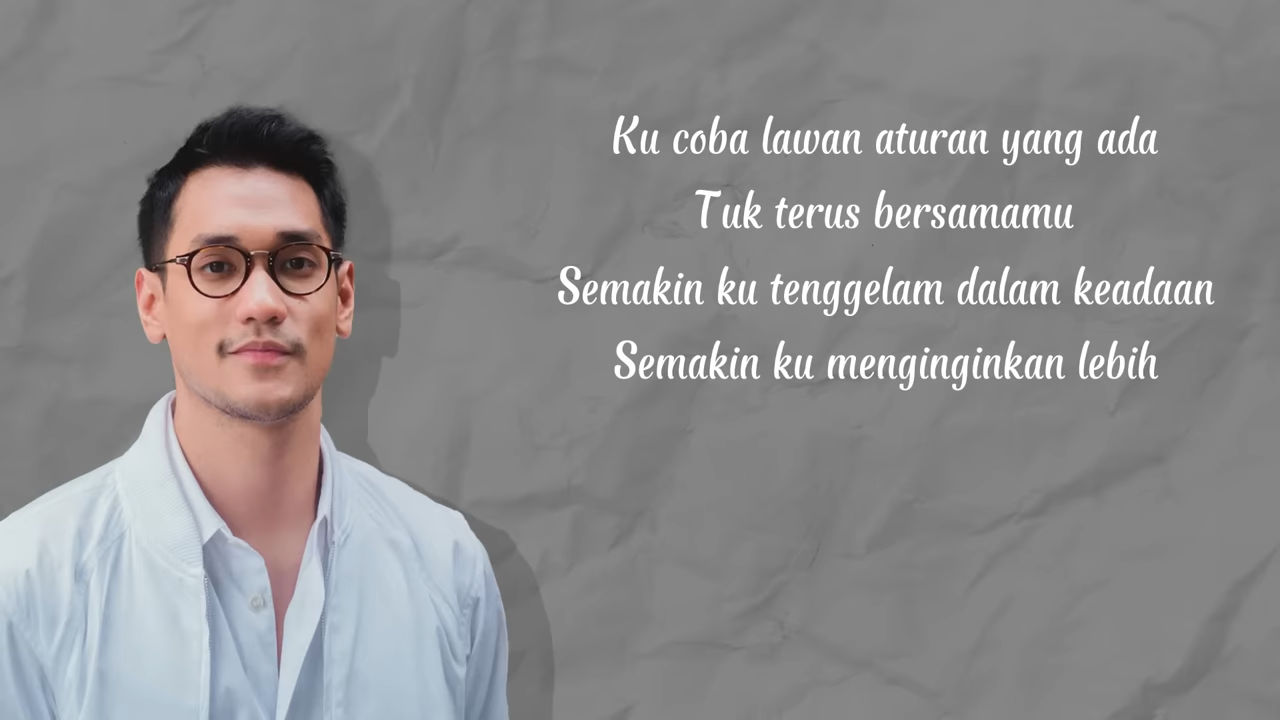 Ku coba lawan aturan yang ada
Tuk terus bersamamu
Semakin ku tenggelam dalam keadaan
Semakin ku menginginkan lebih